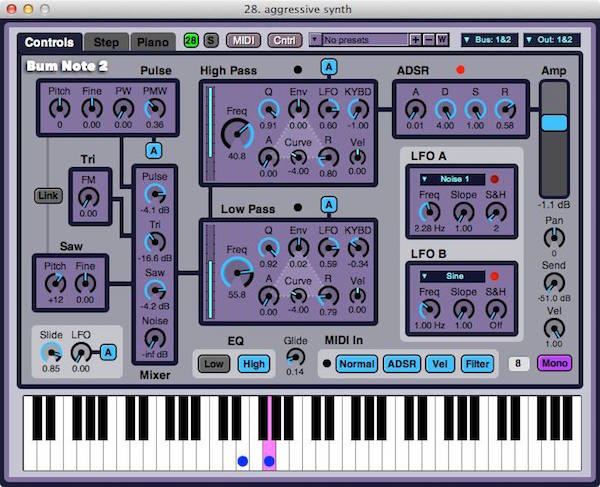 28. aggressive synth
Controls Step Piano 28 S MIDI Cntrl No presets + - W Bus: 1&2 Out: 1&2
Bum Note 2
Pulse
Pitch Fine PW PMW
0 0.00 0.00 0.36
A
High Pass A
Freq
40.8
Q Env LFO KYBD
0.91 0.00 0.60 -1.00
A Curve R Vel
0.00 -4.00 0.80 0.00
ADSR
A D S R
0.01 4.00 1.00 0.58
Amp
-1.1 dB
Pan
0
Send
-51.0 dB
Vel
1.00
Tri
FM
0.00
Link
Saw
Pitch Fine
+12 0.00
Slide LFO
0.85 0.00 A
Pulse
-4.1 dB
Tri
-16.6 dB
Saw
-4.2 dB
Noise
-inf dB
Mixer
Low Pass A
Freq
55.8
Q Env LFO KYBD
0.92 0.02 0.59 -0.34
A Curve R Vel
0.00 -4.00 0.79 0.00
LFO A
Noise 1
Freq Slope S&H
2.28 Hz 1.00 2
LFO B
Sine
Freq Slope S&H
1.00 Hz 1.00 Off
EQ
Low High
Glide
0.14
MIDI In
Normal ADSR Vel Filter
8 Mono